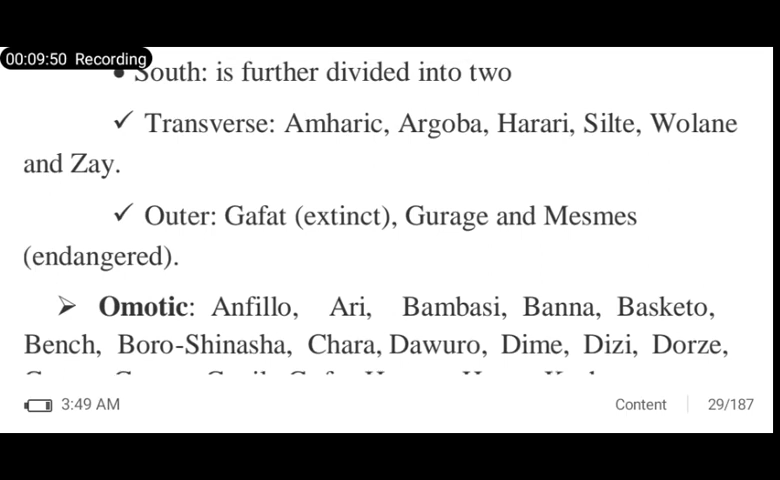 00:09:50 Recording
• South: is further divided into two
✓ Transverse: Amharic, Argoba, Harari, Silte, Wolane
and Zay.
✓ Outer: Gafat (extinct), Gurage and Mesmes
(endangered).
➢ Omotic: Anfillo, Ari, Bambasi, Banna, Basketo,
Bench, Boro-Shinasha, Chara, Dawuro, Dime, Dizi, Dorze,
3:49 AM Content 29/187